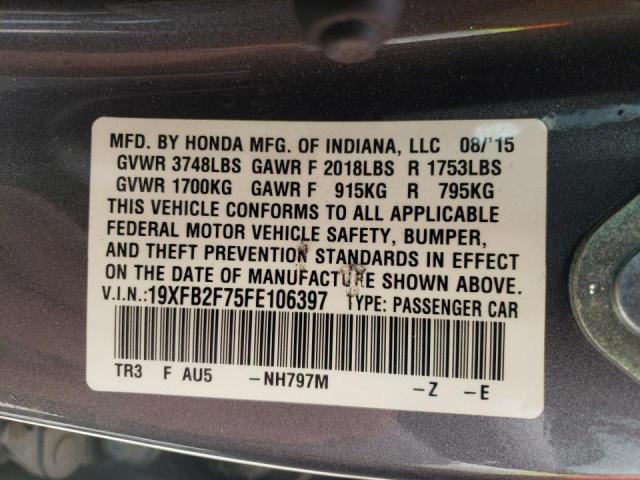 MFD. BY HONDA MFG. OF INDIANA, LLC 08/'15
GVWR 3748LBS GAWR F 2018LBS R 1753LBS
GVWR 1700KG GAWR F 915KG R 795KG
THIS VEHICLE CONFORMS TO ALL APPLICABLE
FEDERAL MOTOR VEHICLE SAFETY, BUMPER,
AND THEFT PREVENTION STANDARDS IN EFFECT
ON THE DATE OF MANUFACTURE SHOWN ABOVE.
V.I.N.:19XFB2F75FE106397 TYPE: PASSENGER CAR
TR3 F AU5 -NH797M -Z -E